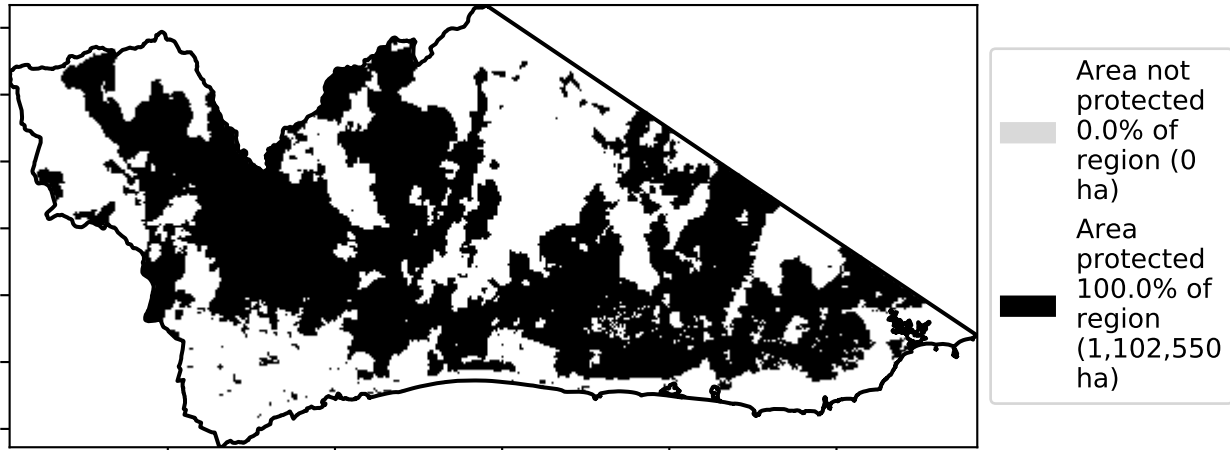 Area not
protected
0.0% of
region (0
ha)
Area
protected
100.0% of
region
(1,102,550
ha)